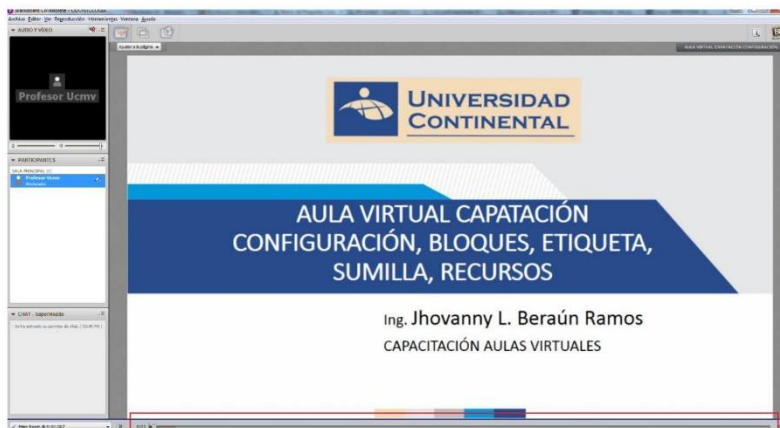 Archivo Editar Ver Reproducción Herramientas Ventana Ayuda
AUDIO Y VÍDEO
Profesor Ucmv
PARTICIPANTES
SALA PRINCIPAL
Profesor Ucmv
CHAT - Supervisado
UNIVERSIDAD
CONTINENTAL
AULA VIRTUAL CAPATACIÓN
CONFIGURACIÓN, BLOQUES, ETIQUETA,
SUMILLA, RECURSOS
Ing. Jhovanny L. Beraún Ramos
CAPACITACIÓN AULAS VIRTUALES